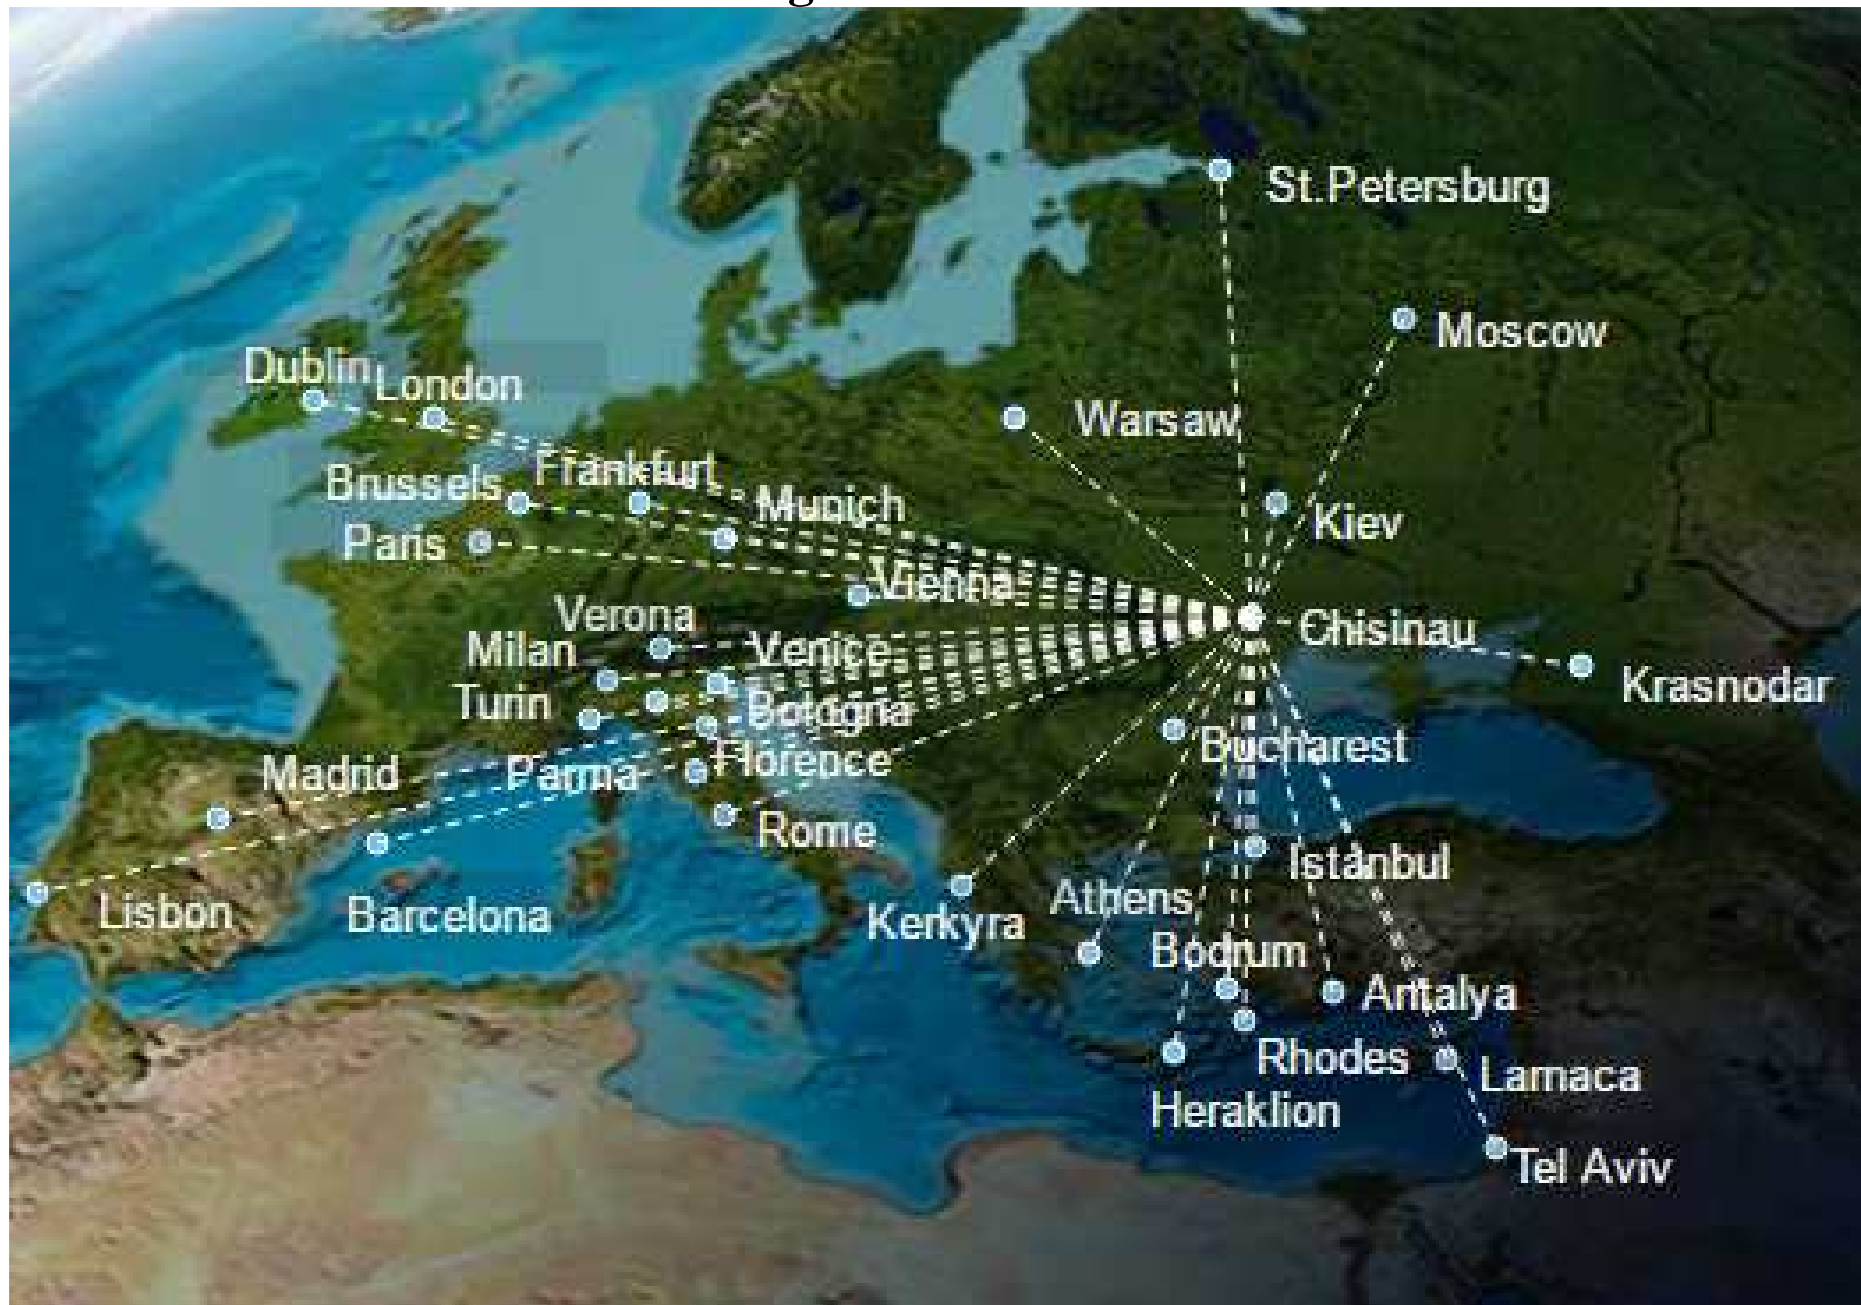 St.Petersburg
Moscow
Dublin
London
Warsaw
Frankfurt
Brussels
Munich
Kiev
Paris
Vienna
Verona
Chisinau
Milan
Venice
Krasnodar
Turin
Bologna
Bucharest
Madrid
Parma
Florence
Rome
Istanbul
Lisbon
Barcelona
Kerkyra
Athens
Bodrum
Antalya
Rhodes
Larnaca
Heraklion
Tel Aviv